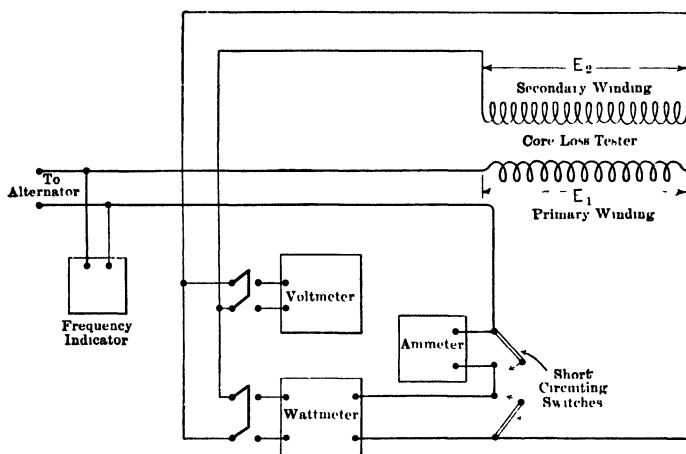 E2
Secondary Winding
Core Loss Tester
To
Alternator
E1
Primary Winding
Frequency
Indicator
Voltmeter
Ammeter
Short
Circuiting
Switches
Wattmeter